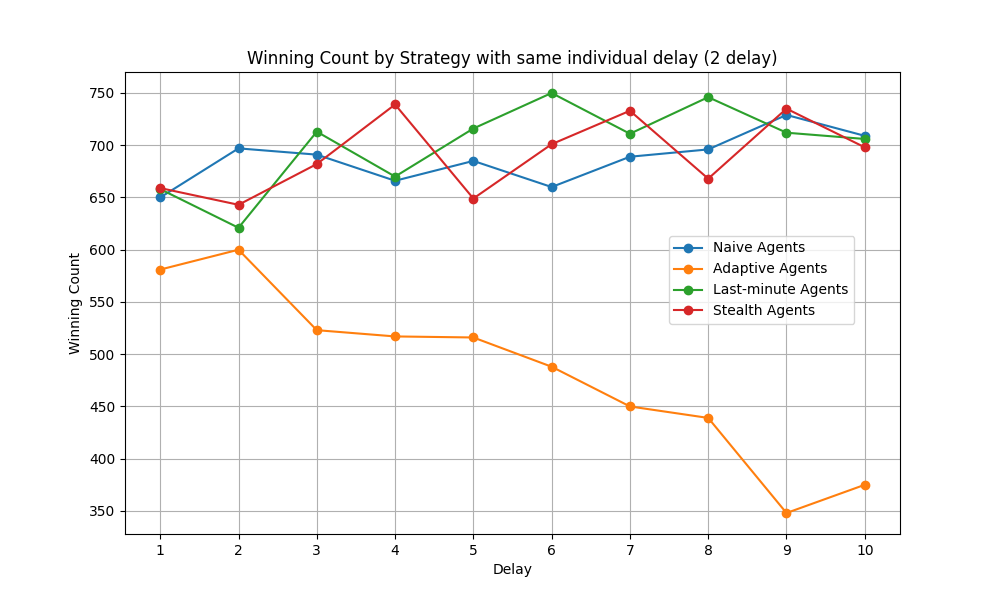 Winning Count by Strategy with same individual delay (2 delay)
Winning Count
750
700
650
600
550
500
450
400
350
Naive Agents
Adaptive Agents
Last-minute Agents
Stealth Agents
1 2 3 4 5 6 7 8 9 10
Delay